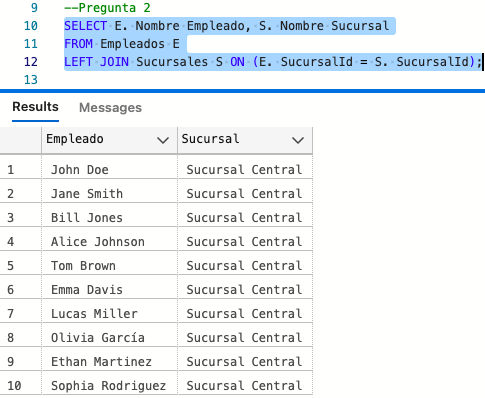 9 --Pregunta 2
10 SELECT E. Nombre Empleado, S. Nombre Sucursal
11 FROM Empleados E
12 LEFT JOIN Sucursales S ON (E. SucursalId = S. SucursalId);
13
Results Messages
Empleado Sucursal
1 John Doe Sucursal Central
2 Jane Smith Sucursal Central
3 Bill Jones Sucursal Central
4 Alice Johnson Sucursal Central
5 Tom Brown Sucursal Central
6 Emma Davis Sucursal Central
7 Lucas Miller Sucursal Central
8 Olivia García Sucursal Central
9 Ethan Martinez Sucursal Central
10 Sophia Rodriguez Sucursal Central